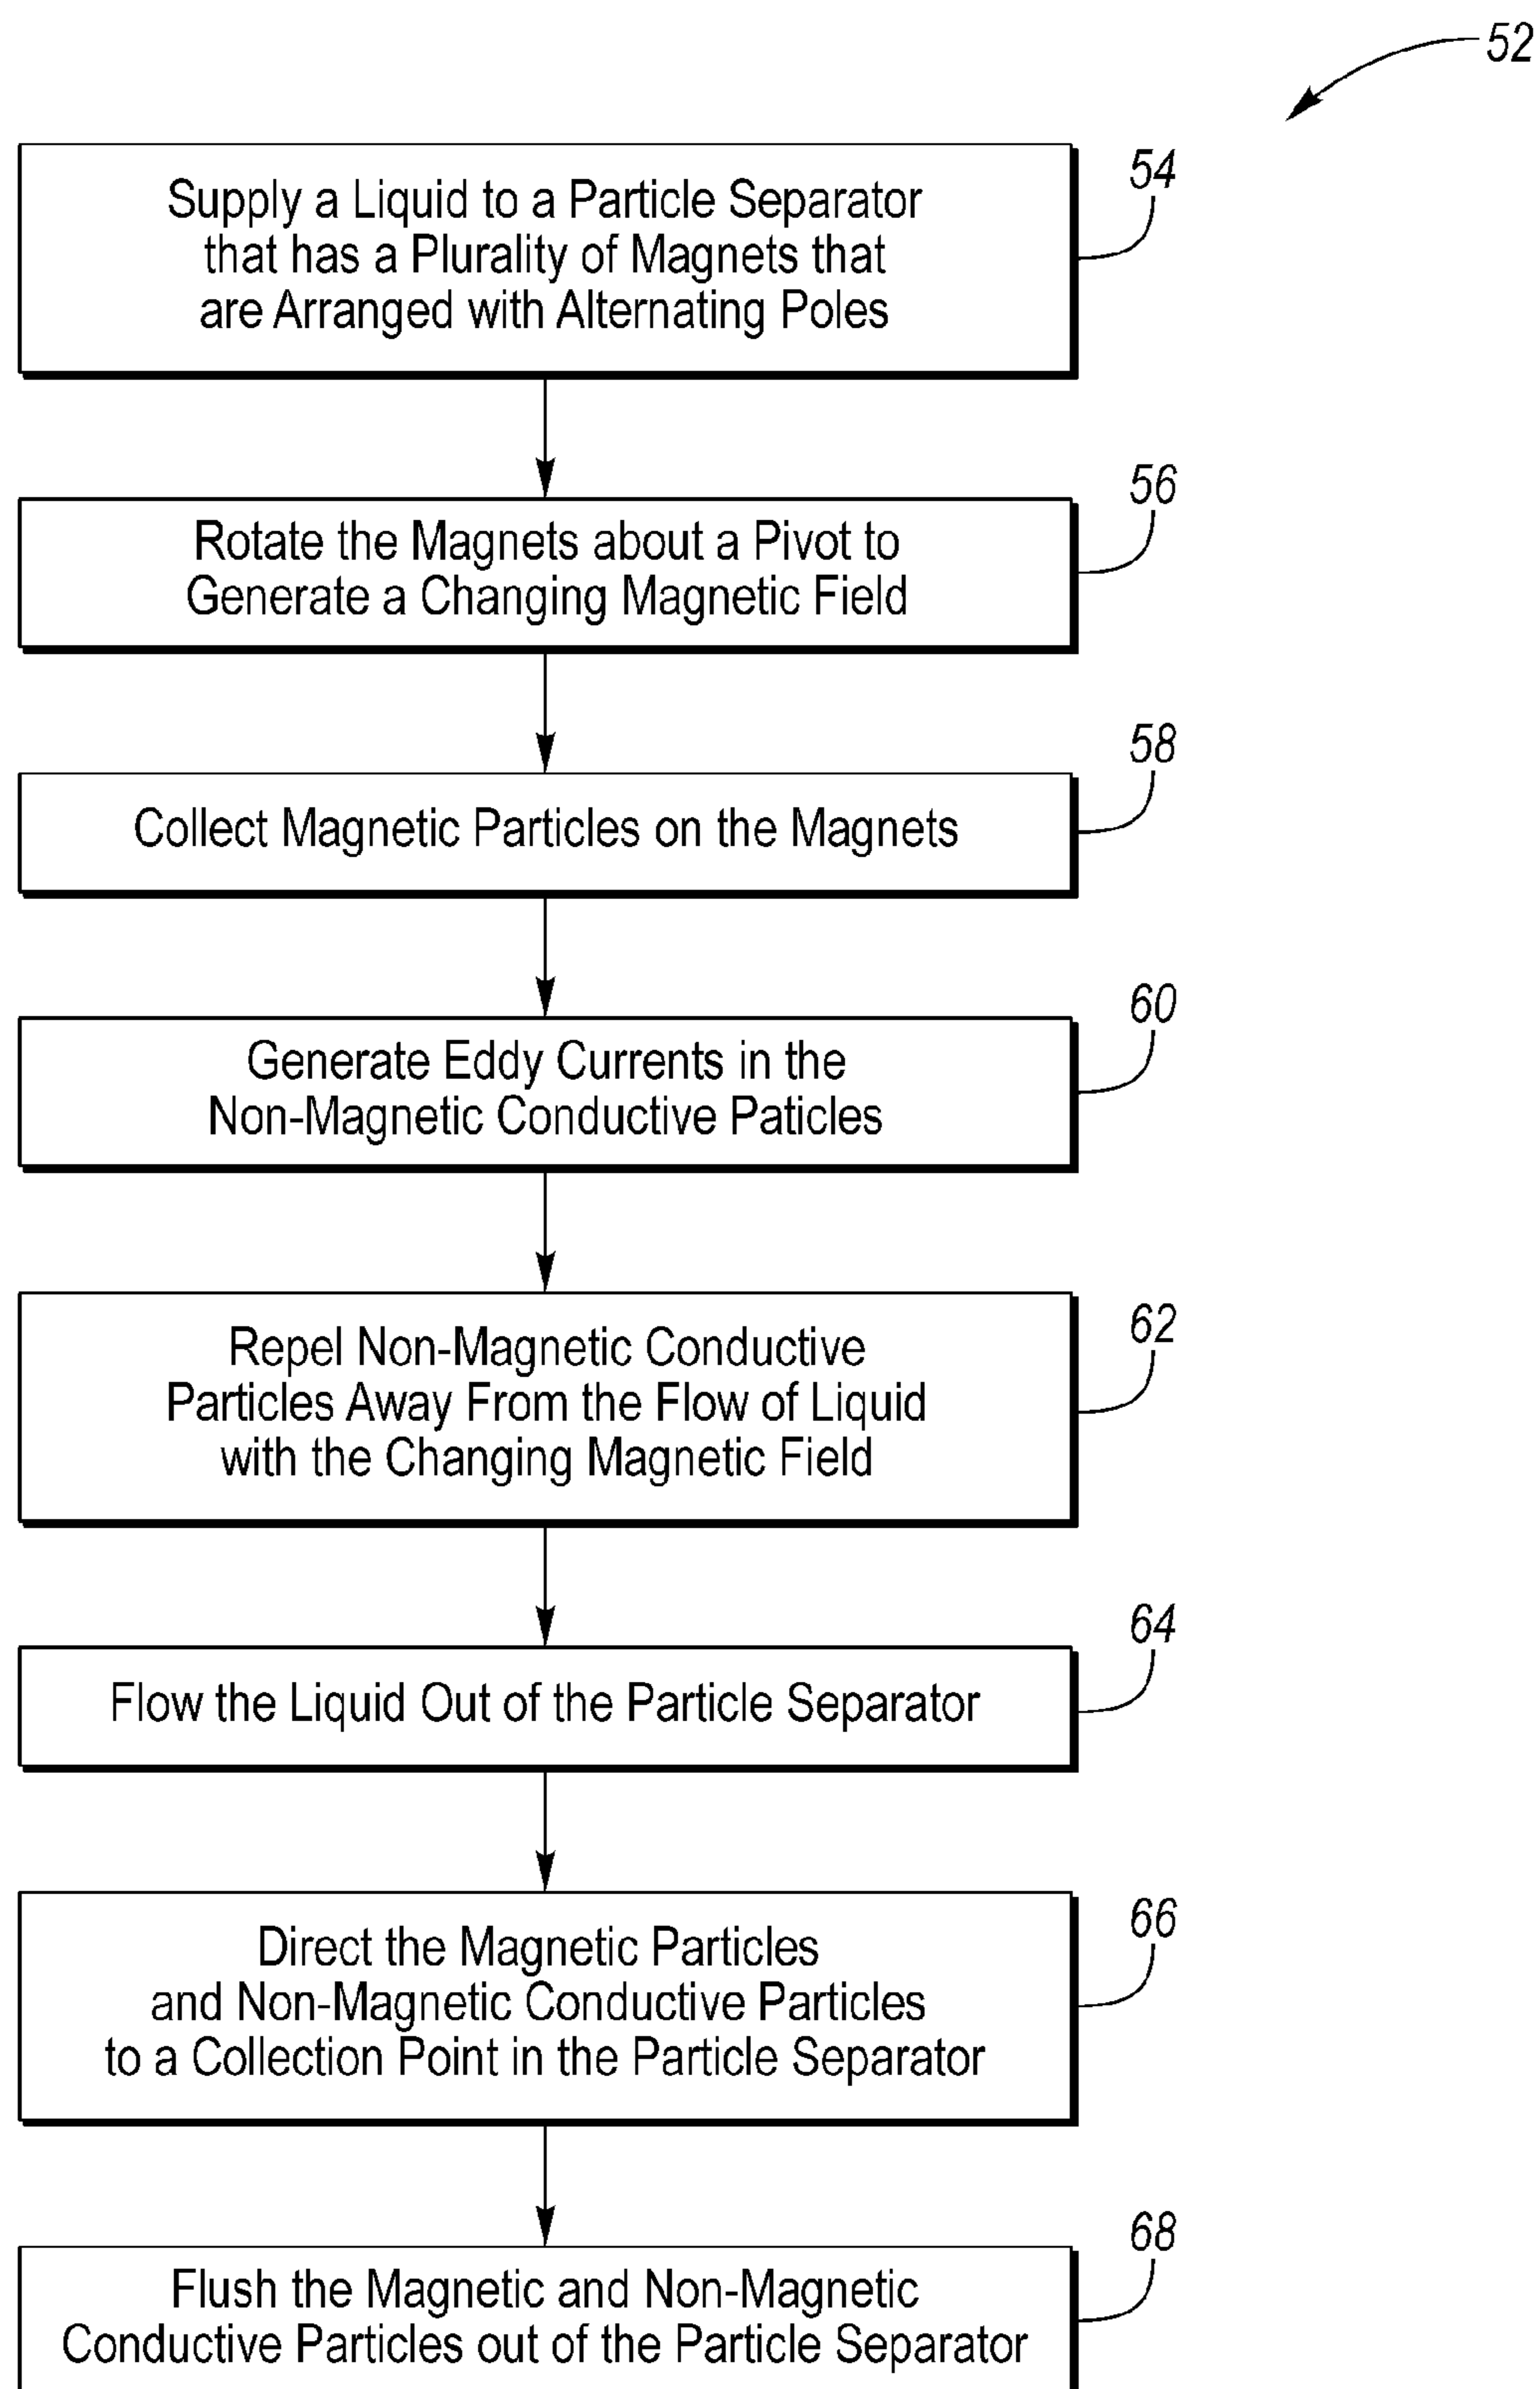 52
54
Supply a Liquid to a Particle Separator
that has a Plurality of Magnets that
are Arranged with Alternating Poles
56
Rotate the Magnets about a Pivot to
Generate a Changing Magnetic Field
58
Collect Magnetic Particles on the Magnets
60
Generate Eddy Currents in the
Non-Magnetic Conductive Paticles
62
Repel Non-Magnetic Conductive
Particles Away From the Flow of Liquid
with the Changing Magnetic Field
64
Flow the Liquid Out of the Particle Separator
66
Direct the Magnetic Particles
and Non-Magnetic Conductive Particles
to a Collection Point in the Particle Separator
68
Flush the Magnetic and Non-Magnetic
Conductive Particles out of the Particle Separator